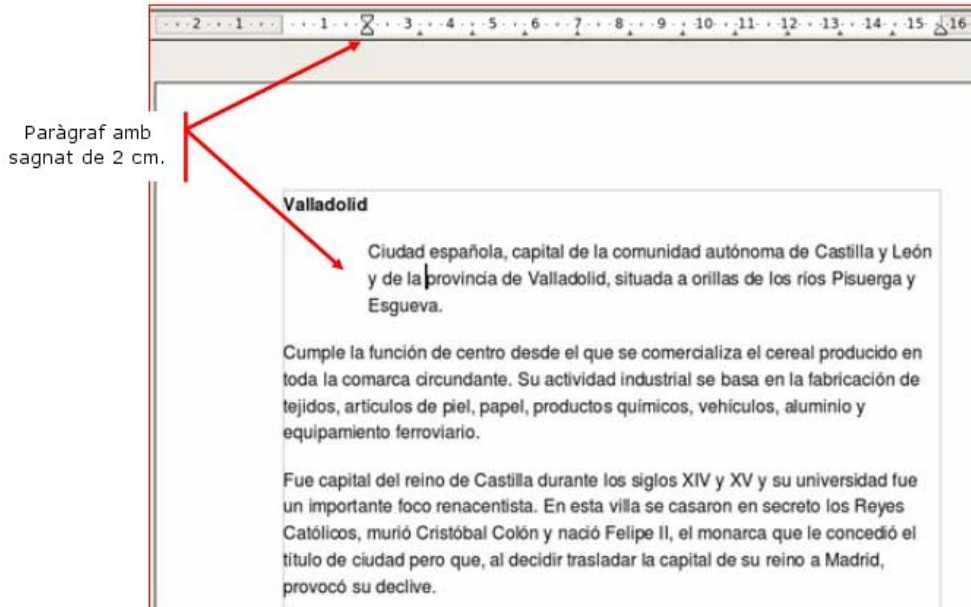 2 1 1 3 4 5 6 7 8 9 10 11 12 13 14 15 16
Paràgraf amb
sagnat de 2 cm.
Valladolid
Ciudad española, capital de la comunidad autónoma de Castilla y León
y de la provincia de Valladolid, situada a orillas de los ríos Pisuerga y
Esgueva.
Cumple la función de centro desde el que se comercializa el cereal producido en
toda la comarca circundante. Su actividad industrial se basa en la fabricación de
tejidos, artículos de piel, papel, productos químicos, vehículos, aluminio y
equipamiento ferroviario.
Fue capital del reino de Castilla durante los siglos XIV y XV y su universidad fue
un importante foco renacentista. En esta villa se casaron en secreto los Reyes
Católicos, murió Cristóbal Colón y nació Felipe II, el monarca que le concedió el
título de ciudad pero que, al decidir trasladar la capital de su reino a Madrid,
provocó su declive.